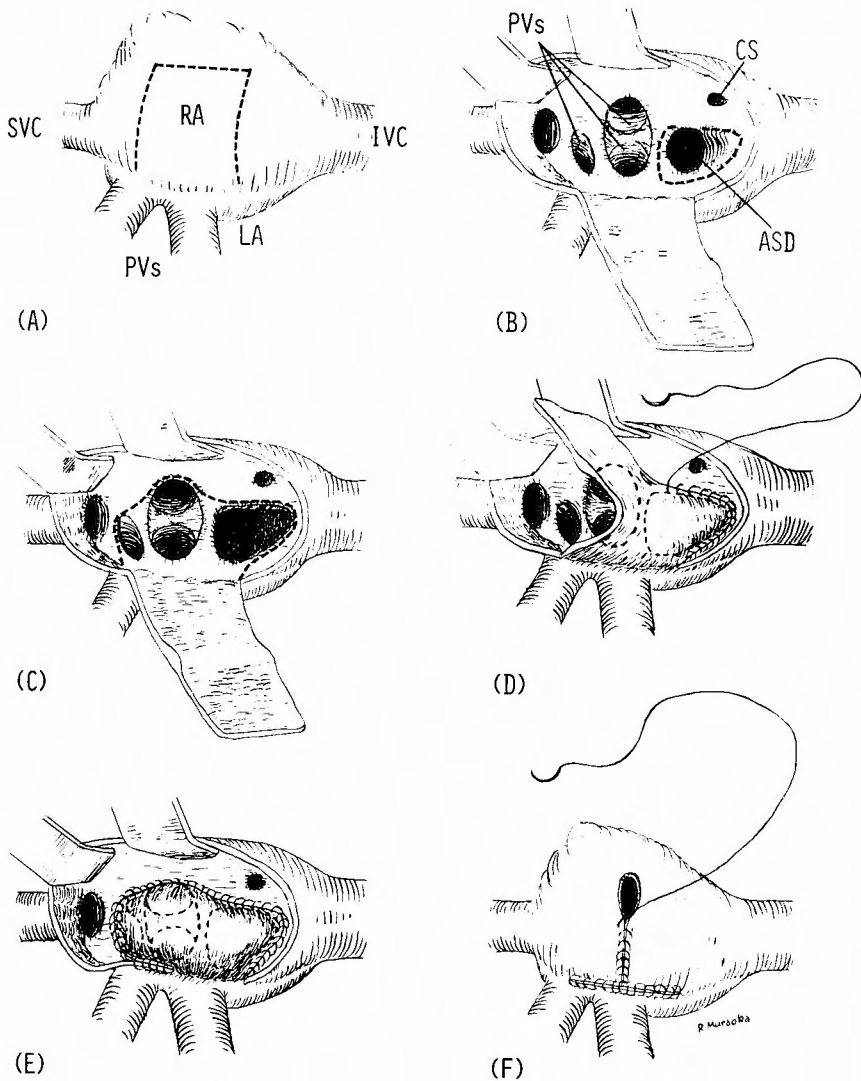 RA
SVC
IVC
LA
PVs
(A)
PVs
CS
ASD
(B)
(C)
(D)
(E)
R Muraoka
(F)